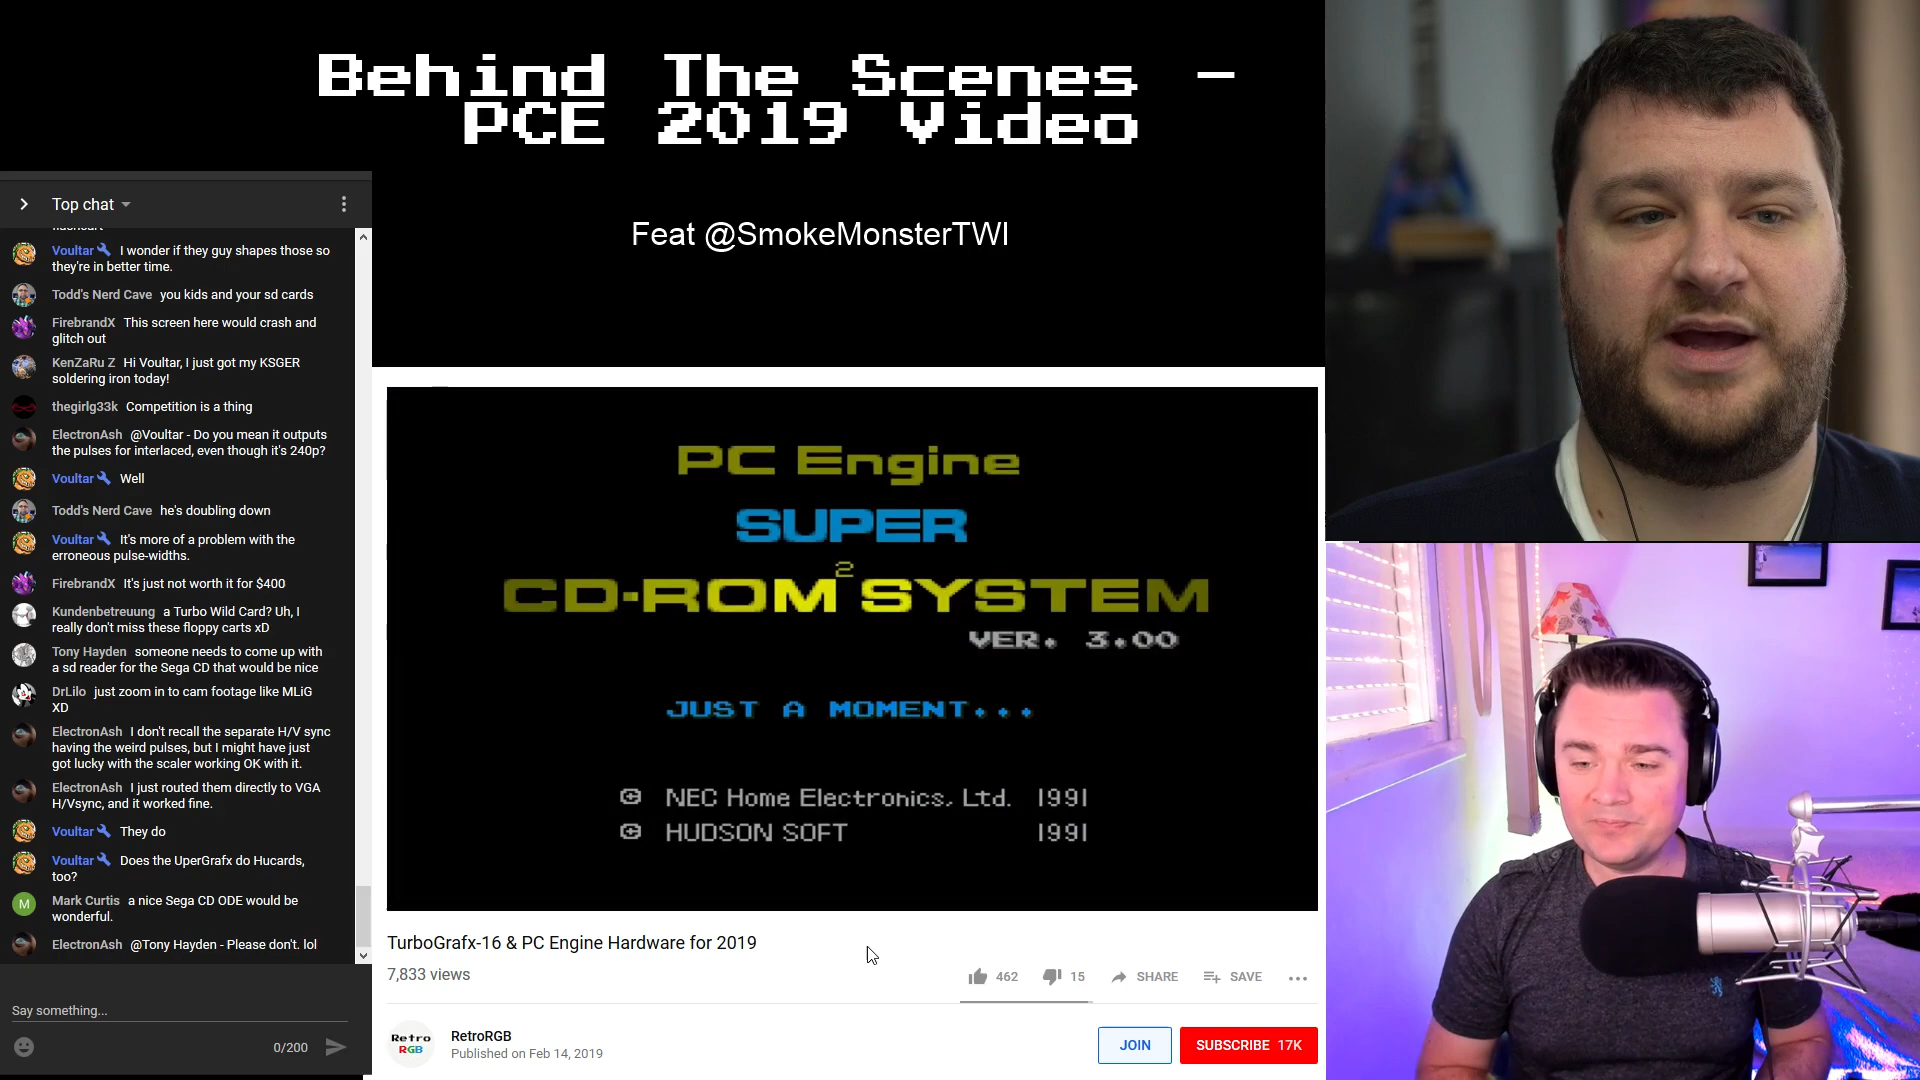 Behind The Scenes -
PCE 2019 Video
Feat @SmokeMonsterTWI
Top chat
Voultar I wonder if they guy shapes those so
they're in better time.
Todd's Nerd Cave you kids and your sd cards
FirebrandX This screen here would crash and
glitch out
KenZaRu Z Hi Voultar, I just got my KSGER
soldering iron today!
thegirlg33k Competition is a thing
ElectronAsh @Voultar - Do you mean it outputs
the pulses for interlaced, even though it's 240p?
Voultar Well
Todd's Nerd Cave he's doubling down
Voultar It's more of a problem with the
erroneous pulse-widths.
FirebrandX It's just not worth it for $400
Kundenbetreuung a Turbo Wild Card? Uh, I
really don't miss these floppy carts xD
Tony Hayden someone needs to come up with
a sd reader for the Sega CD that would be nice
DrLilo just zoom in to cam footage like MLiG
XD
ElectronAsh I don't recall the separate H/V sync
having the weird pulses, but I might have just
got lucky with the scaler working OK with it.
ElectronAsh I just routed them directly to VGA
H/Vsync, and it worked fine.
Voultar They do
Voultar Does the UperGrafx do Hucards,
too?
M Mark Curtis a nice Sega CD ODE would be
wonderful.
ElectronAsh @Tony Hayden - Please don't. lol
Say something...
0/200
PC Engine
SUPER
CD-ROM2 SYSTEM
VER. 3.00
JUST A MOMENT...
© NEC Home Electronics, Ltd. 1991
© HUDSON SOFT 1991
TurboGrafx-16 & PC Engine Hardware for 2019
7,833 views
462 15 SHARE SAVE
Retro
RGB
RetroRGB
Published on Feb 14, 2019
JOIN
SUBSCRIBE 17K